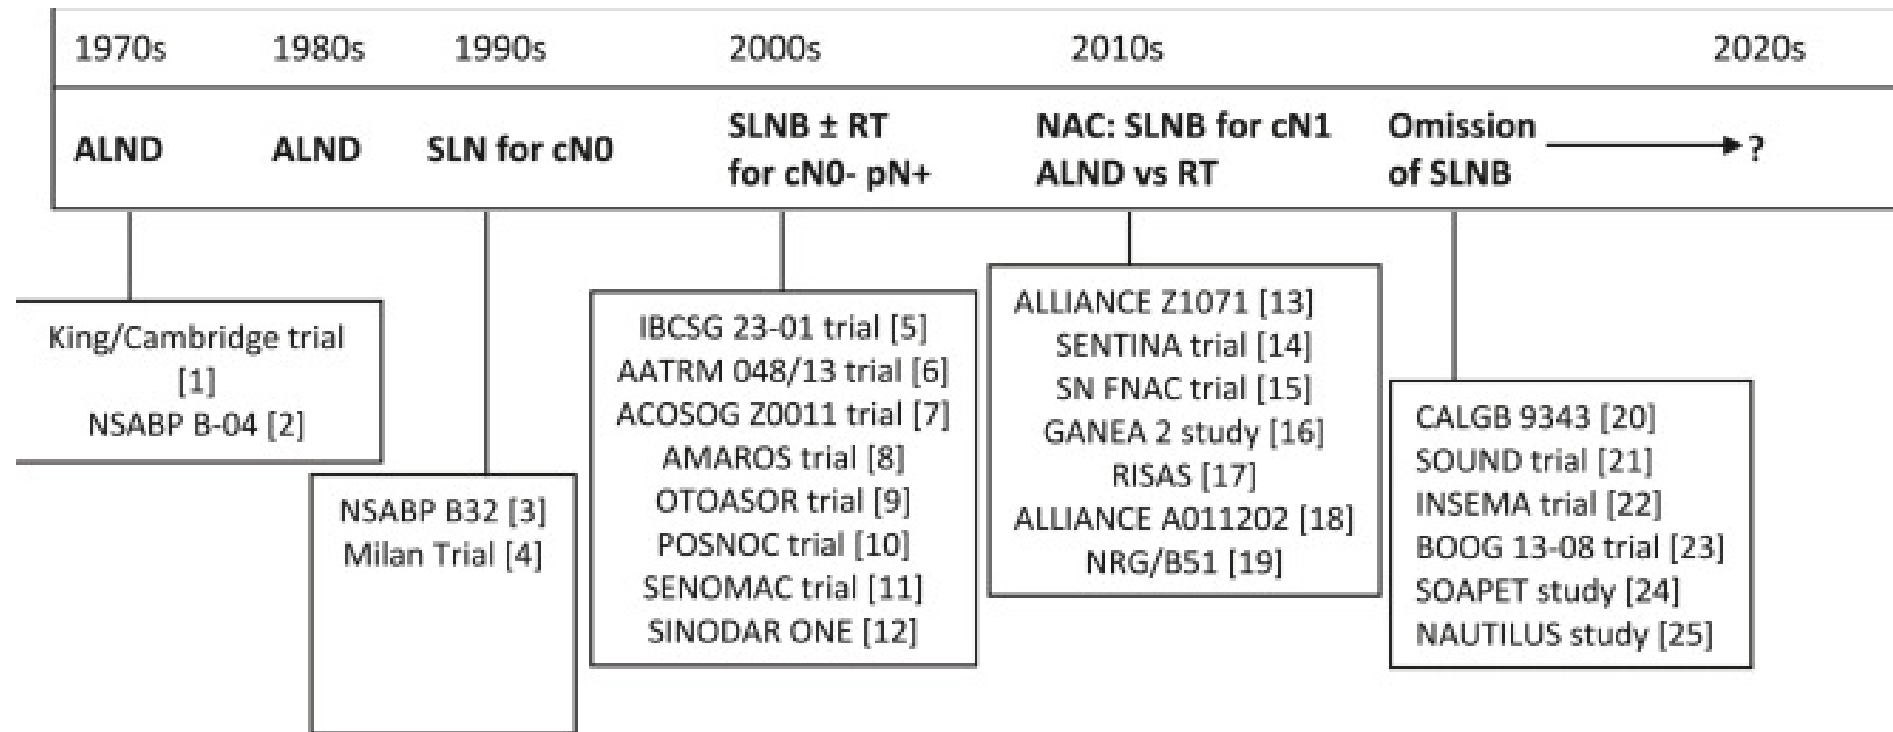 1970s 1980s 1990s 2000s 2010s 2020s
ALND ALND SLN for cN0 SLNB ± RT
for cN0- pN+ NAC: SLNB for cN1
ALND vs RT Omission
of SLNB ?
King/Cambridge trial
[1]
NSABP B-04 [2]
NSABP B32 [3]
Milan Trial [4]
IBCSG 23-01 trial [5]
AATRM 048/13 trial [6]
ACOSOG Z0011 trial [7]
AMAROS trial [8]
OTOASOR trial [9]
POSNOC trial [10]
SENOMAC trial [11]
SINODAR ONE [12]
ALLIANCE Z1071 [13]
SENTINA trial [14]
SN FNAC trial [15]
GANEA 2 study [16]
RISAS [17]
ALLIANCE A011202 [18]
NRG/B51 [19]
CALGB 9343 [20]
SOUND trial [21]
INSEMA trial [22]
BOOG 13-08 trial [23]
SOAPET study [24]
NAUTILUS study [25]